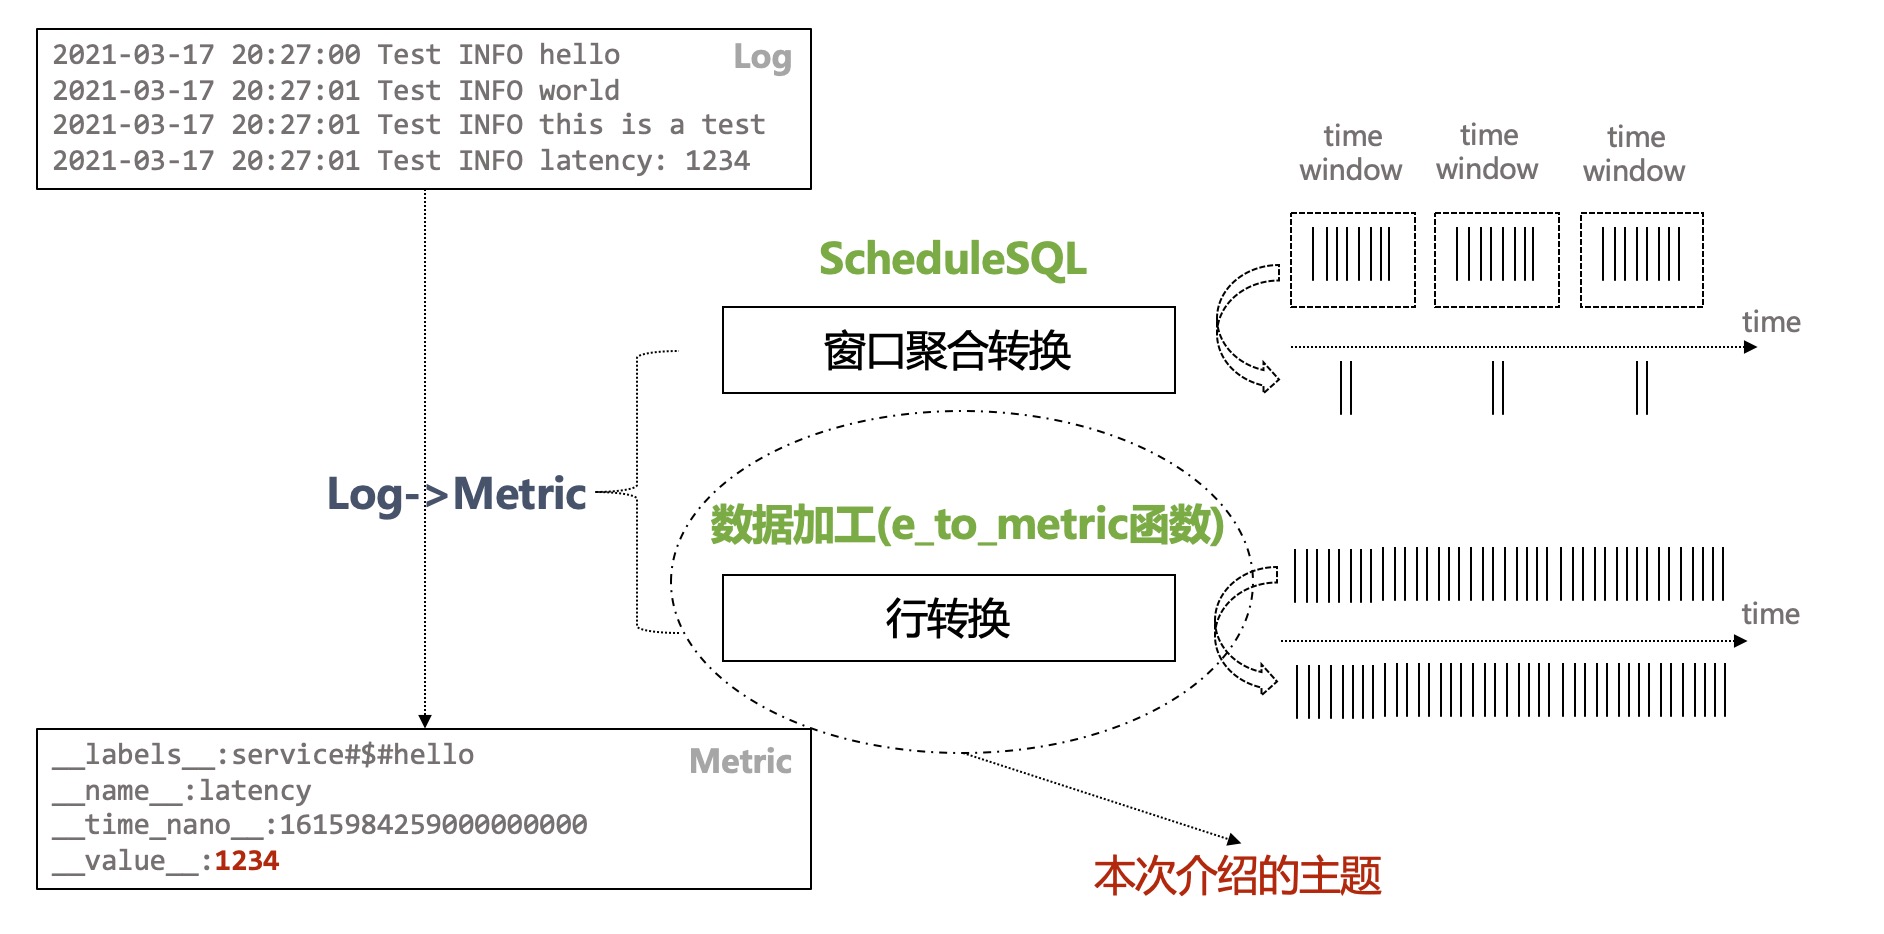 2021-03-17 20:27:00 Test INFO hello
Log
2021-03-17 20:27:01 Test INFO world
2021-03-17 20:27:01 Test INFO this is a test
2021-03-17 20:27:01 Test INFO latency: 1234
time
window
time
window
time
window
ScheduleSQL
窗口聚合转换
time
Log->Metric
数据加工(e_to_metric函数)
行转换
time
__labels__:service#$#hello
Metric
__name__:latency
__time_nano__:1615984259000000000
__value__:1234
本次介绍的主题